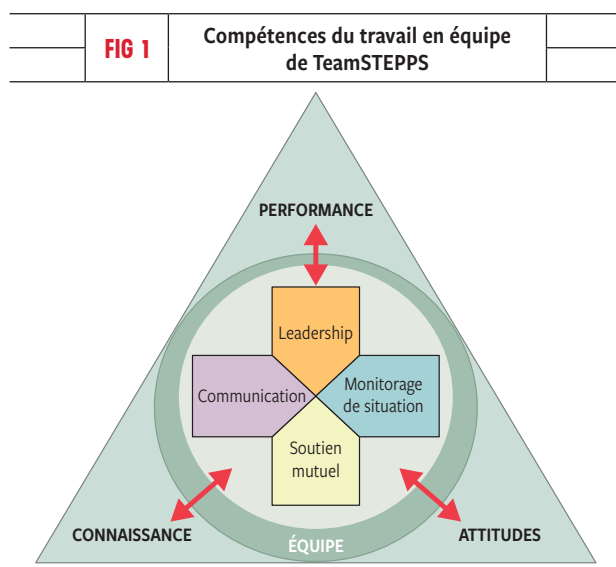 FIG 1
Compétences du travail en équipe
de TeamSTEPPS
PERFORMANCE
Leadership
Communication
Monitorage
de situation
Soutien
mutuel
CONNAISSANCE
ATTITUDES
ÉQUIPE